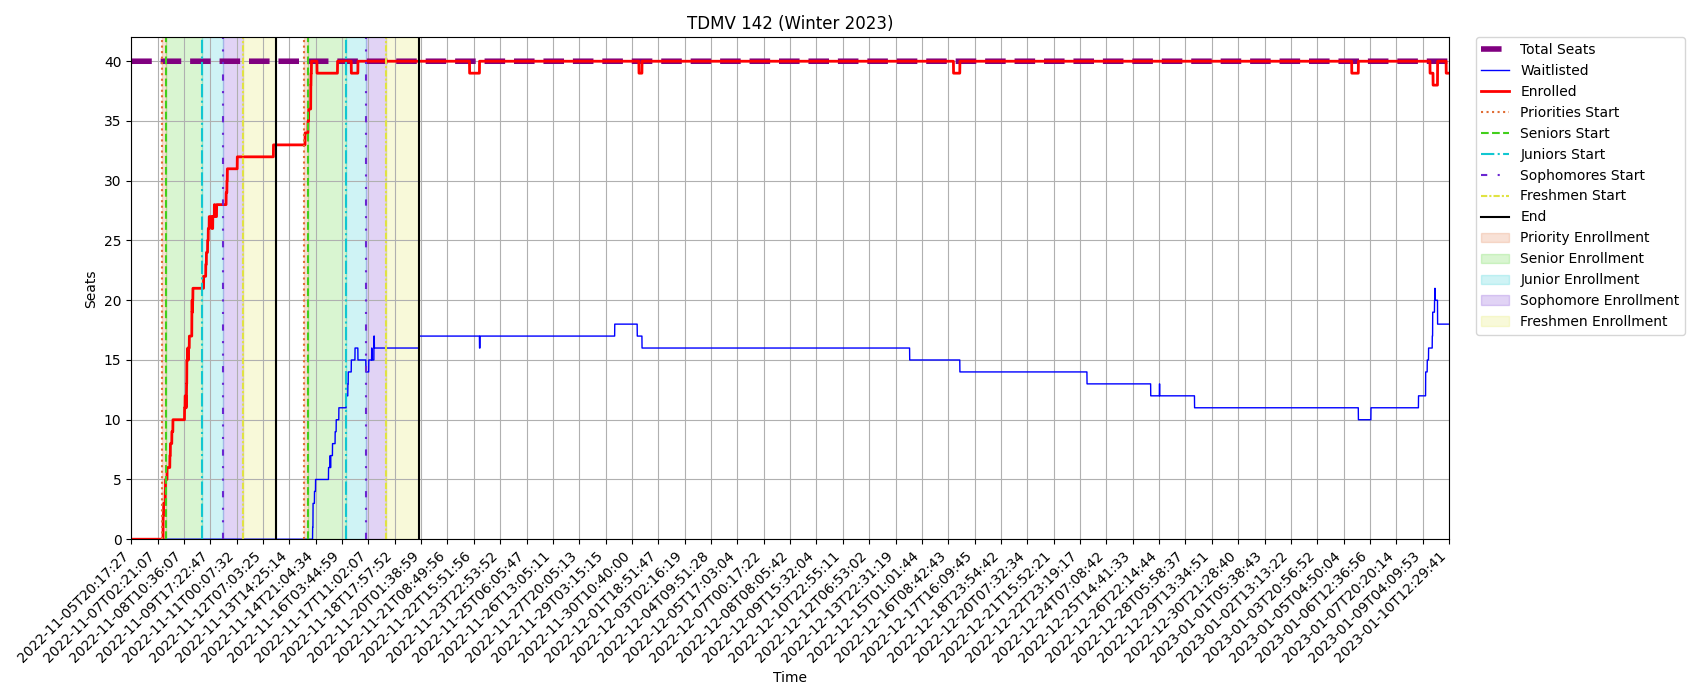 TDMV 142 (Winter 2023)
Seats
40
35
30
25
20
15
10
5
0
2022-11-05T20:17:27
2022-11-07T02:21:07
2022-11-08T10:36:07
2022-11-09T17:22:47
2022-11-11T00:07:32
2022-11-12T07:03:25
2022-11-13T14:25:14
2022-11-14T21:04:34
2022-11-16T03:44:59
2022-11-17T11:02:07
2022-11-18T17:57:52
2022-11-20T01:38:59
2022-11-21T08:49:56
2022-11-22T15:51:56
2022-11-23T22:53:52
2022-11-25T06:05:47
2022-11-26T13:05:11
2022-11-27T20:05:13
2022-11-29T03:15:15
2022-11-30T10:40:00
2022-12-01T18:51:47
2022-12-03T02:16:19
2022-12-04T09:51:28
2022-12-05T17:03:04
2022-12-07T00:17:22
2022-12-08T08:05:42
2022-12-09T15:32:04
2022-12-10T22:55:11
2022-12-12T06:53:02
2022-12-13T22:31:19
2022-12-15T01:01:44
2022-12-16T08:42:43
2022-12-17T16:09:45
2022-12-18T23:54:42
2022-12-20T07:32:34
2022-12-21T15:52:21
2022-12-22T23:19:17
2022-12-24T07:08:42
2022-12-25T14:41:33
2022-12-26T22:14:44
2022-12-28T05:58:37
2022-12-29T13:34:51
2022-12-30T21:28:40
2023-01-01T05:38:43
2023-01-02T13:13:22
2023-01-03T20:56:52
2023-01-05T04:50:04
2023-01-06T12:36:56
2023-01-07T20:20:14
2023-01-09T04:09:53
2023-01-10T12:29:41
Time
Total Seats
Waitlisted
Enrolled
Priorities Start
Seniors Start
Juniors Start
Sophomores Start
Freshmen Start
End
Priority Enrollment
Senior Enrollment
Junior Enrollment
Sophomore Enrollment
Freshmen Enrollment